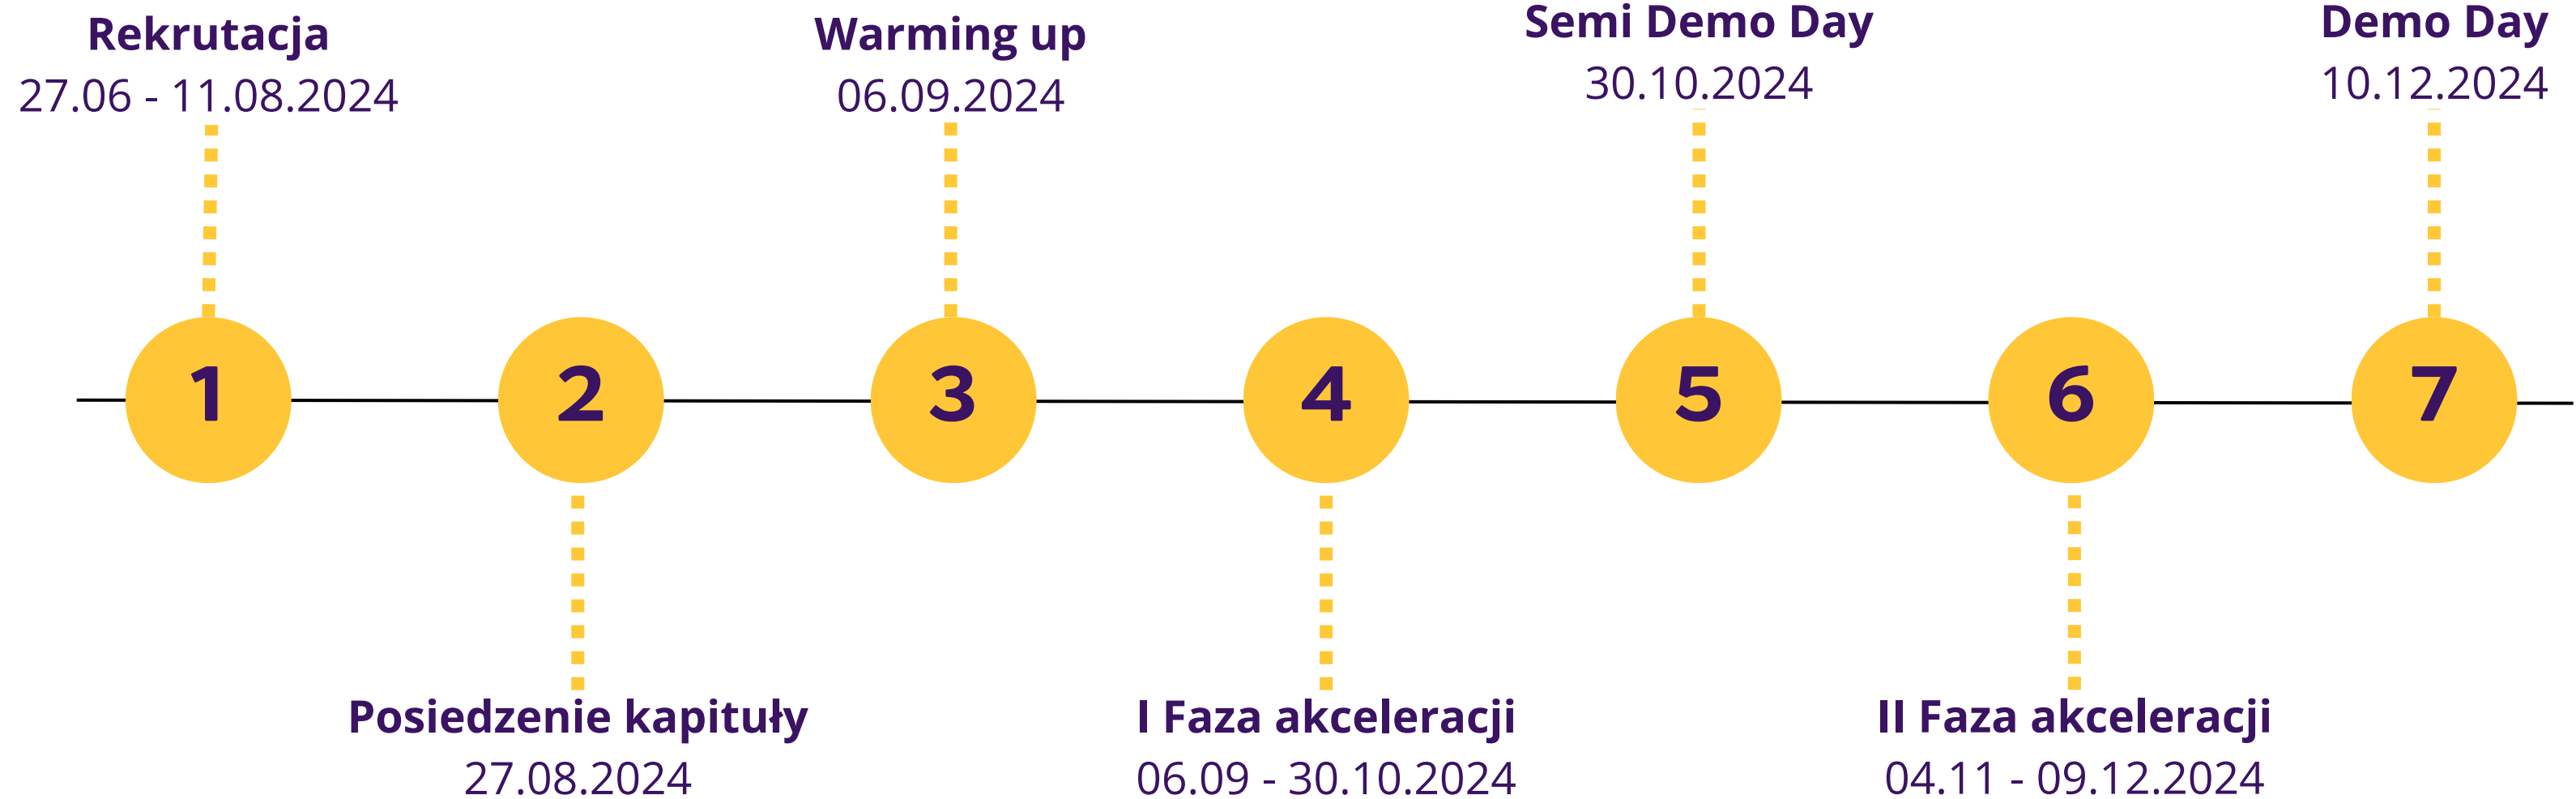 Rekrutacja
27.06 - 11.08.2024
Warming up
06.09.2024
Semi Demo Day
30.10.2024
Demo Day
10.12.2024
1
2
3
4
5
6
7
Posiedzenie kapituły
27.08.2024
I Faza akceleracji
06.09 - 30.10.2024
II Faza akceleracji
04.11 - 09.12.2024